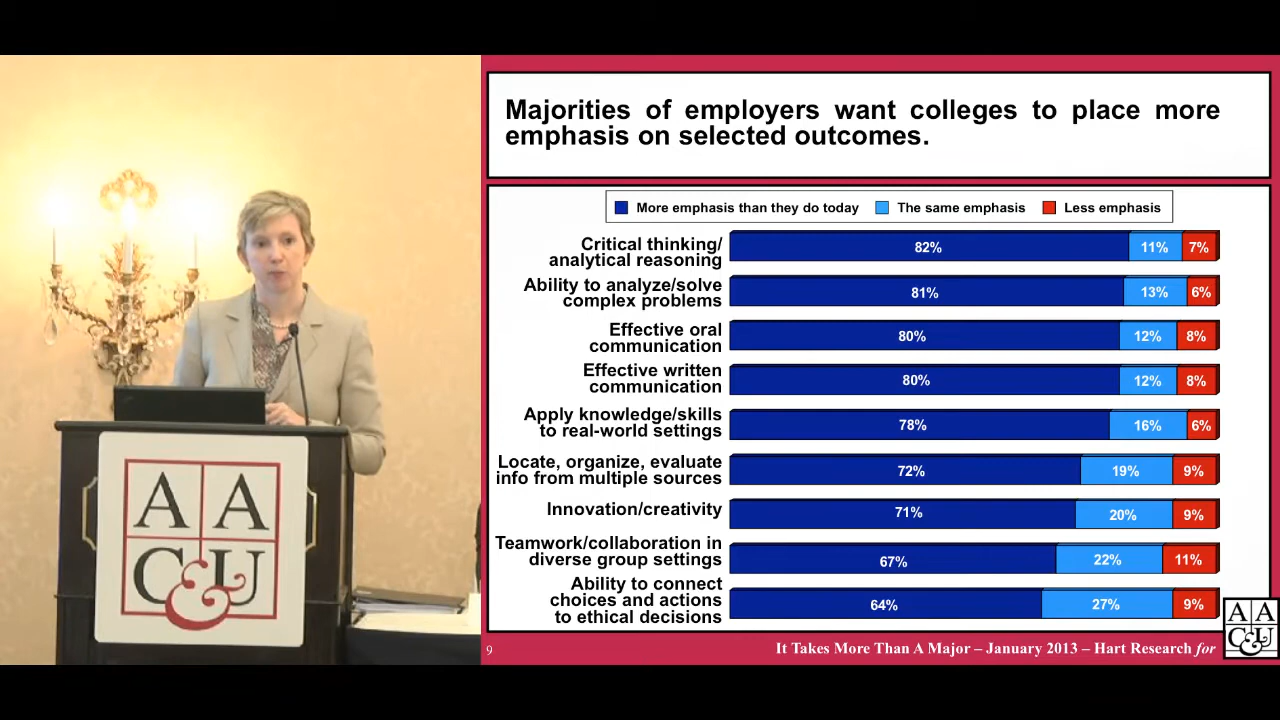 Majorities of employers want colleges to place more
emphasis on selected outcomes.
More emphasis than they do today The same emphasis Less emphasis
Critical thinking/
analytical reasoning
82% 11% 7%
Ability to analyze/solve
complex problems
81% 13% 6%
Effective oral
communication
80% 12% 8%
Effective written
communication
80% 12% 8%
Apply knowledge/skills
to real-world settings
78% 16% 6%
Locate, organize, evaluate
info from multiple sources
72% 19% 9%
Innovation/creativity
71% 20% 9%
Teamwork/collaboration in
diverse group settings
67% 22% 11%
Ability to connect
choices and actions
to ethical decisions
64% 27% 9%
9
It Takes More Than A Major – January 2013 – Hart Research for
A A
C & U
A A
C & U